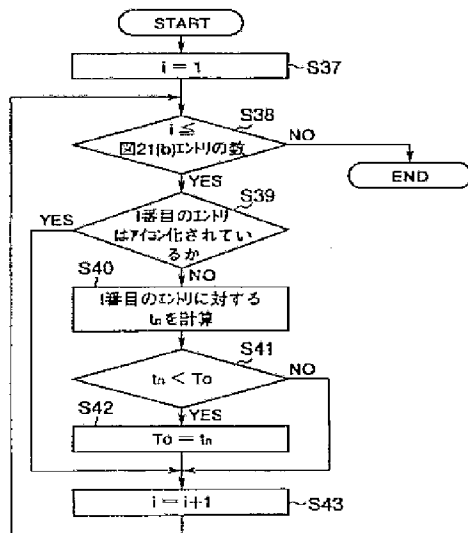 START
i = 1
S37
i ≦
図21(b)エントリの数
S38
NO
END
YES
S39
YES
i番目のエントリ
はアイコン化されてい
るか
S40
NO
i番目のエントリに対する
tnを計算
S41
tn < To
NO
S42
YES
To = tn
i = i+1
S43